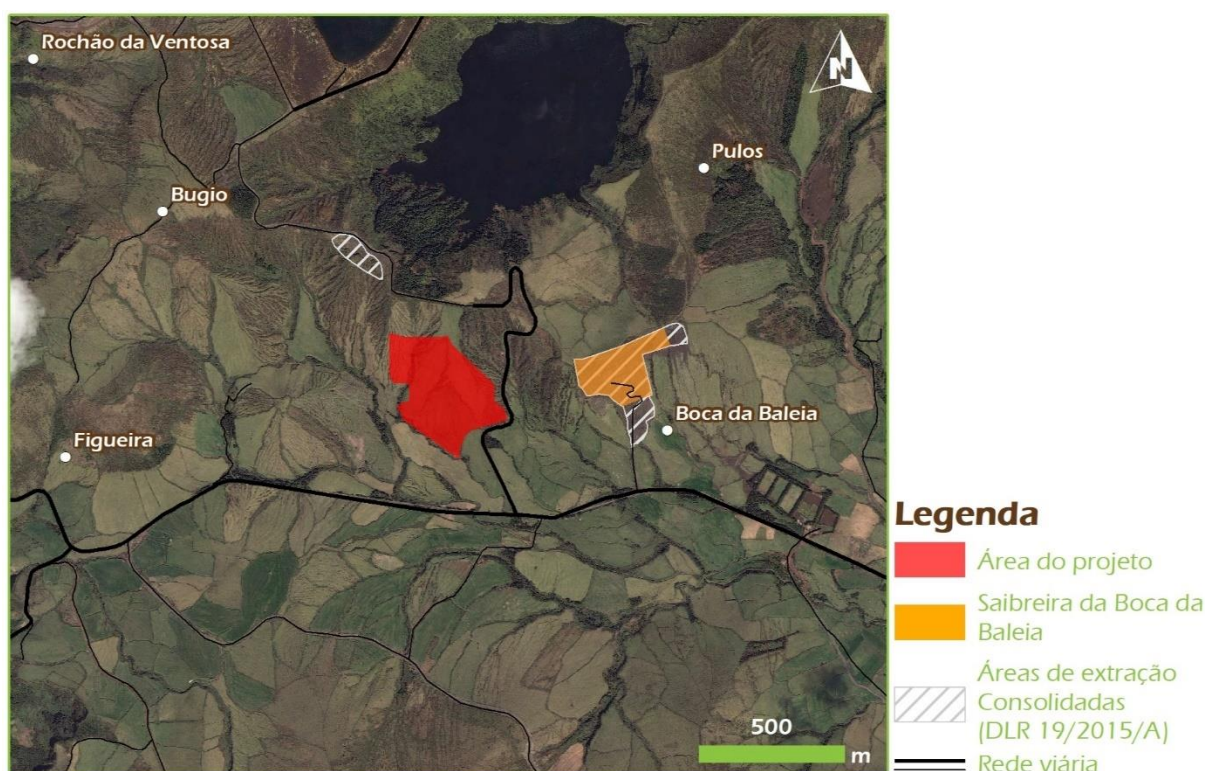 Rochão da Ventosa
N
Pulos
Bugio
Boca da Baleia
Figueira
500
m
Legenda
Área do projeto
Saibreira da Boca da
Baleia
Áreas de extração
Consolidadas
(DLR 19/2015/A)
Rede viária